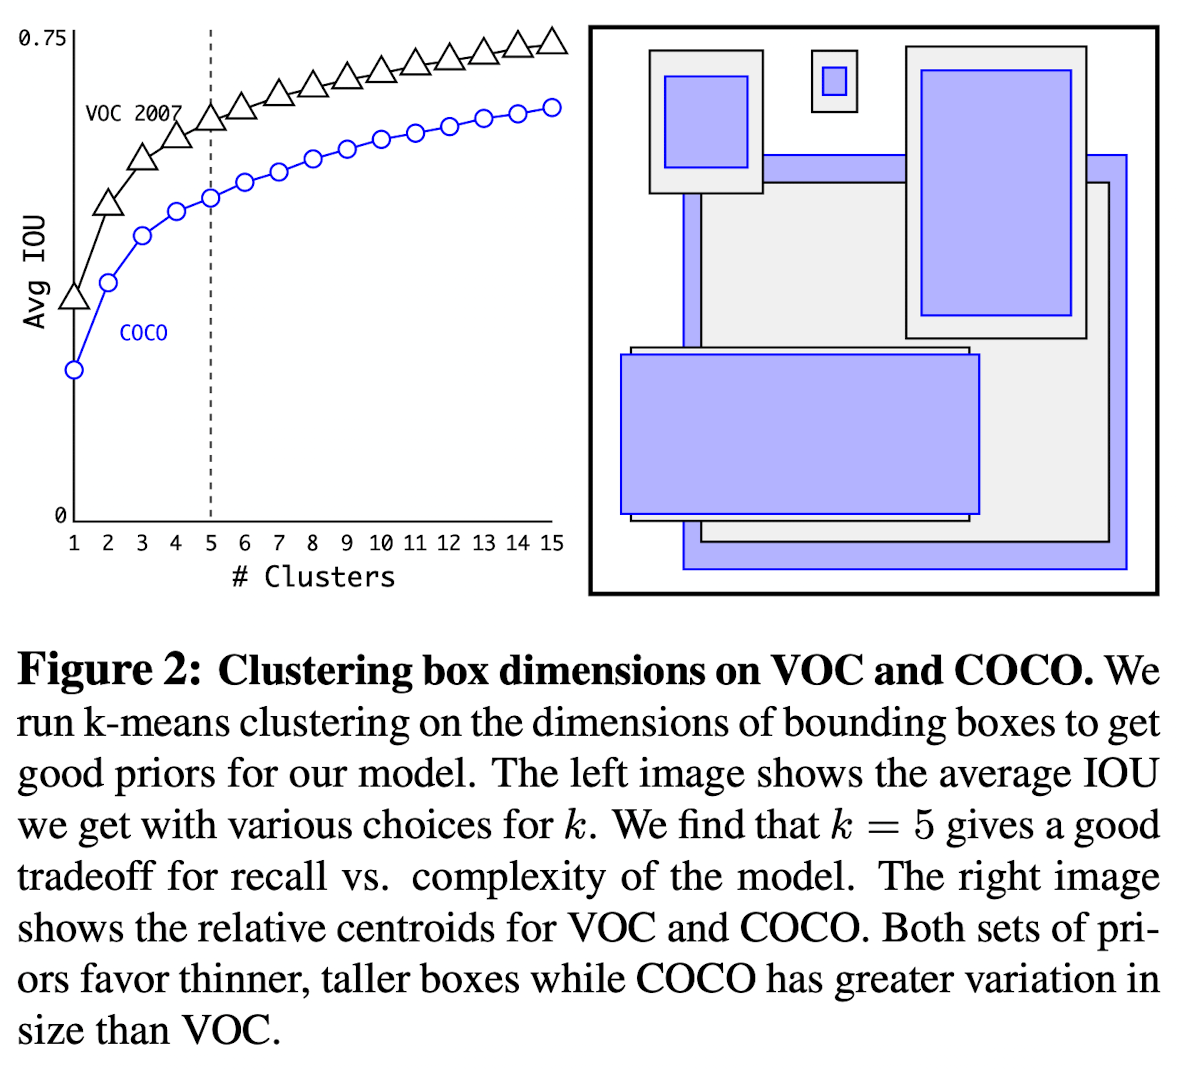 0.75
VOC 2007
Avg IOU
COCO
0
1 2 3 4 5 6 7 8 9 10 11 12 13 14 15
# Clusters
Figure 2: Clustering box dimensions on VOC and COCO. We
run k-means clustering on the dimensions of bounding boxes to get
good priors for our model. The left image shows the average IOU
we get with various choices for k. We find that k = 5 gives a good
tradeoff for recall vs. complexity of the model. The right image
shows the relative centroids for VOC and COCO. Both sets of pri-
ors favor thinner, taller boxes while COCO has greater variation in
size than VOC.